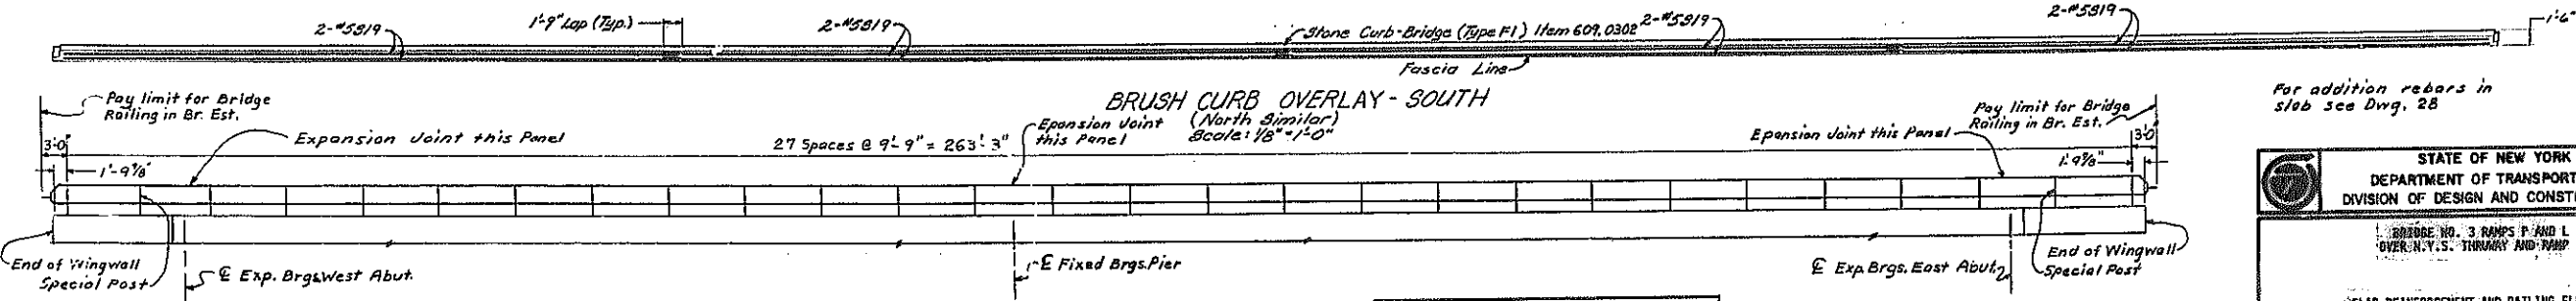 2-#5S19
1'-9" Lap (Typ.)
2-#5S19
Stone Curb-Bridge (Type F1) Item 609.0302
2-#5S19
2-#5S19
1'-6"
Fascia Line
BRUSH CURB OVERLAY - SOUTH
(North Similar)
Scale: 1/8" = 1'-0"
For addition rebars in
slab see Dwg. 28
Pay limit for Bridge
Railing in Br. Est.
Expansion Joint this Panel
27 Spaces @ 9'-9" = 263'-3"
Epansion Joint
this Panel
Epansion Joint this Panel
Pay limit for Bridge
Railing in Br. Est.
3'-0
1'-9 7/8"
3'-0
1'-9 7/8"
End of Wingwall
Special Post
℄ Exp. Brgs. West Abut.
℄ Fixed Brgs. Pier
℄ Exp. Brgs. East Abut.
End of Wingwall
Special Post
STATE OF NEW YORK
DEPARTMENT OF TRANSPORT
DIVISION OF DESIGN AND CONST
BRIDGE NO. 3 RAMPS P AND L
OVER N.Y.S. THRUWAY AND RAMP